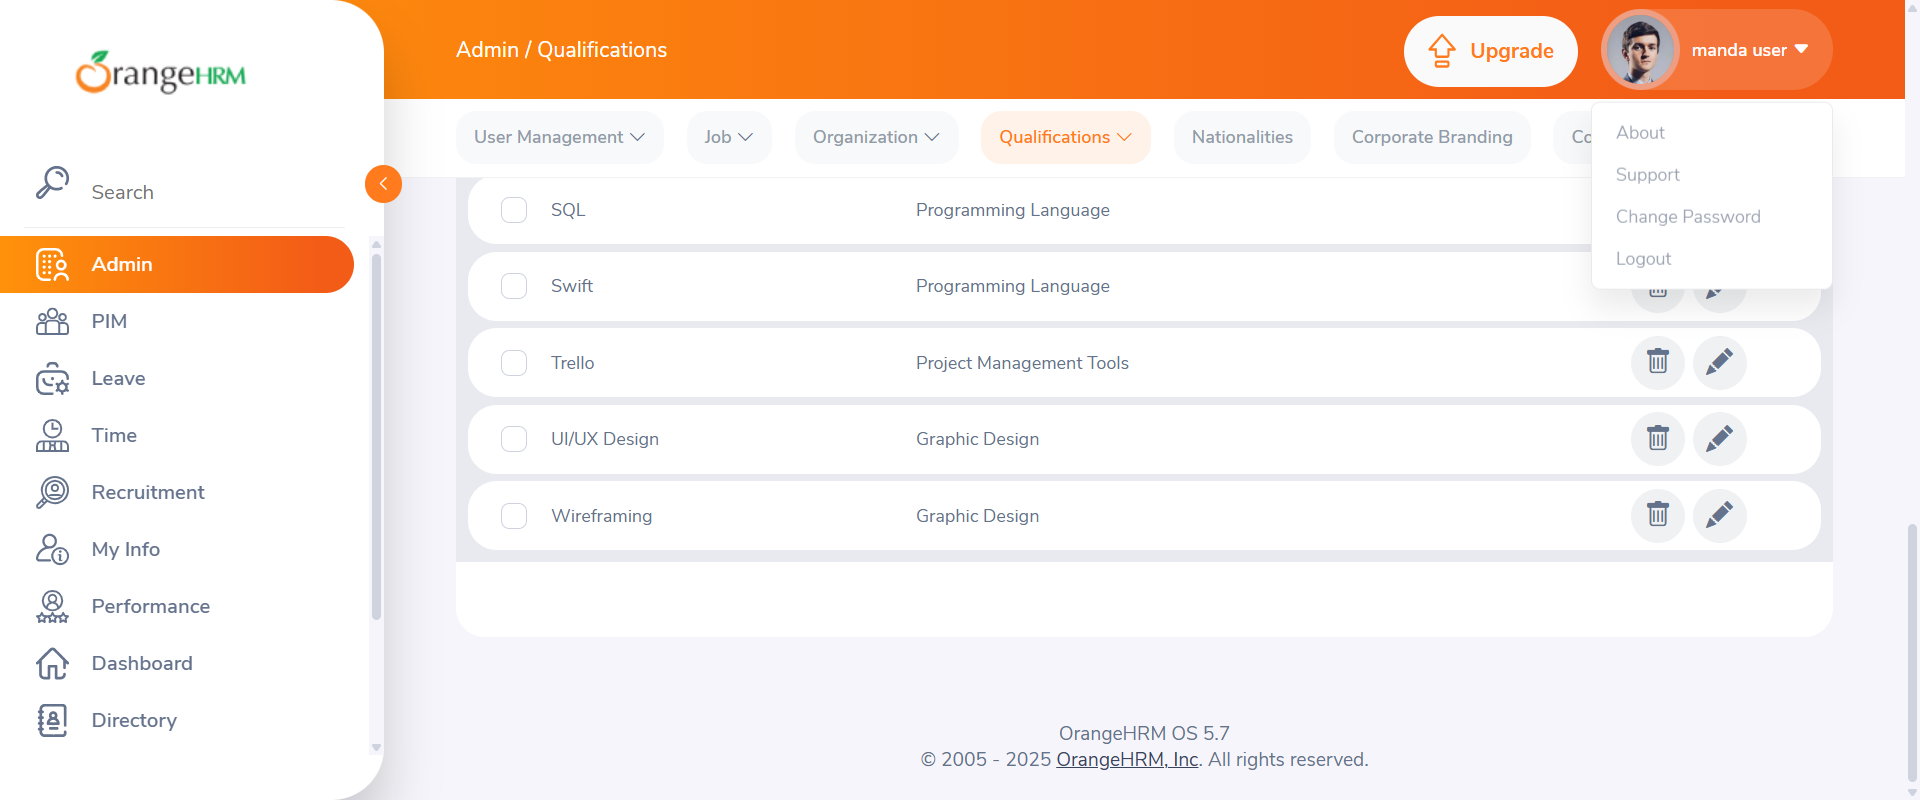 OrangeHRM
Admin / Qualifications
Upgrade
manda user
Search
User Management
Job
Organization
Qualifications
Nationalities
Corporate Branding
Co
About
Support
Change Password
Logout
Admin
PIM
Leave
Time
Recruitment
My Info
Performance
Dashboard
Directory
SQL Programming Language
Swift Programming Language
Trello Project Management Tools
UI/UX Design Graphic Design
Wireframing Graphic Design
OrangeHRM OS 5.7
© 2005 - 2025 OrangeHRM, Inc. All rights reserved.